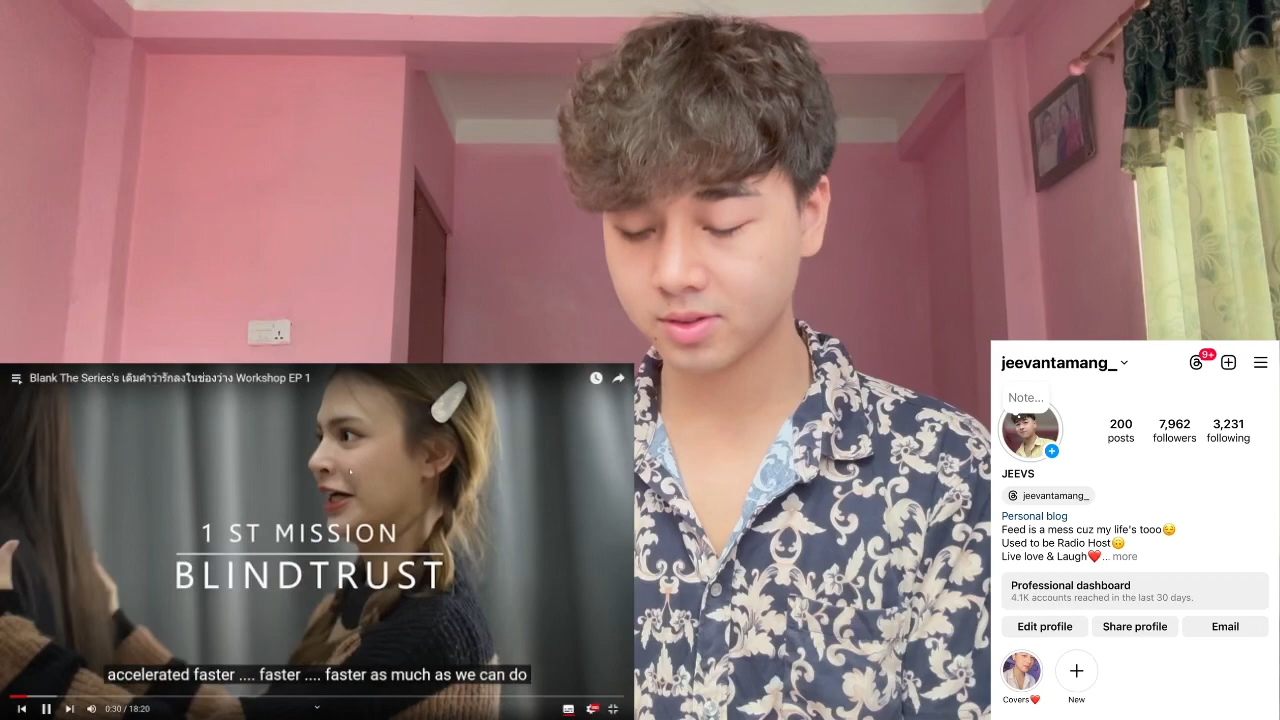 Blank The Series's เติมคำว่ารักลงในช่องว่าง Workshop EP 1
1 ST MISSION
BLINDTRUST
accelerated faster .... faster .... faster as much as we can do
0:30 / 18:20
jeevantamang_
9+
Note...
200
posts
7,962
followers
3,231
following
JEEVS
jeevantamang_
Personal blog
Feed is a mess cuz my life's tooo😌
Used to be Radio Host🙃
Live love & Laugh❤️... more
Professional dashboard
4.1K accounts reached in the last 30 days.
Edit profile
Share profile
Email
Covers❤️
New